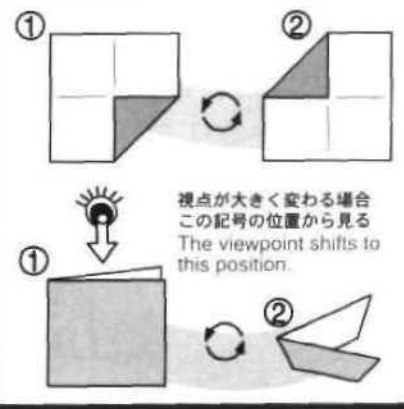 ① ②
視点が大きく変わる場合
この記号の位置から見る
The viewpoint shifts to
this position.
① ②